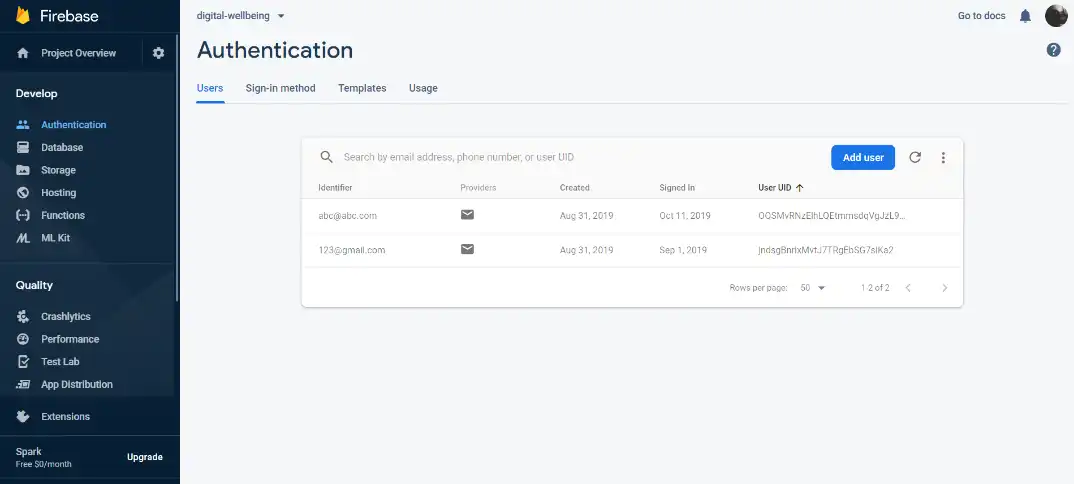 Firebase
Project Overview
Develop
Authentication
Database
Storage
Hosting
Functions
ML Kit
Quality
Crashlytics
Performance
Test Lab
App Distribution
Extensions
Spark
Free $0/month
Upgrade
digital-wellbeing
Go to docs
Authentication
Users Sign-in method Templates Usage
Search by email address, phone number, or user UID
Add user
Identifier Providers Created Signed In User UID
abc@abc.com Aug 31, 2019 Oct 11, 2019
123@gmail.com Aug 31, 2019 Sep 1, 2019
Rows per page: 50 1-2 of 2